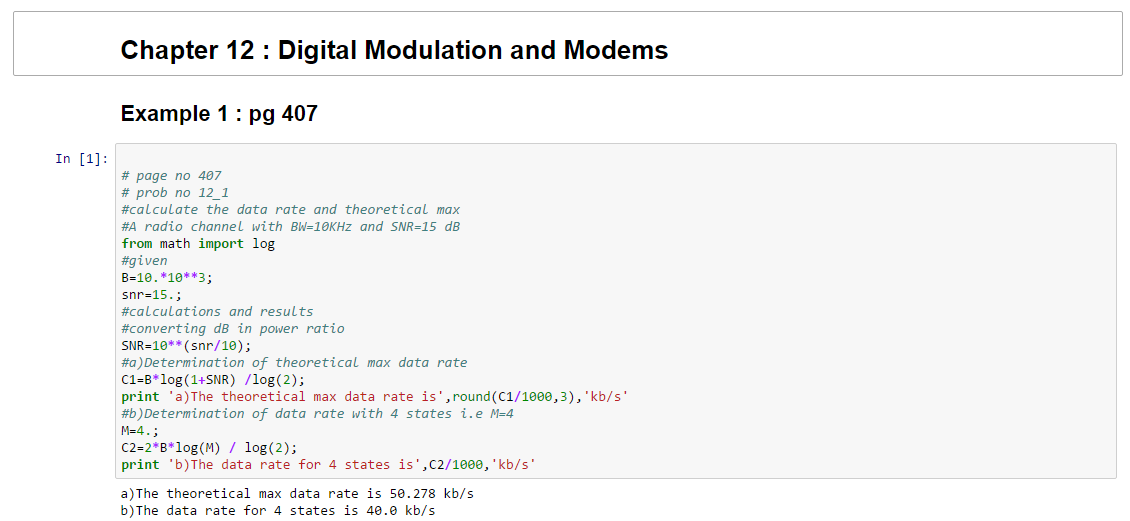 Chapter 12 : Digital Modulation and Modems
Example 1 : pg 407
In [1]:
# page no 407
# prob no 12_1
#calculate the data rate and theoretical max
#A radio channel with BW=10KHz and SNR=15 dB
from math import log
#given
B=10.*10**3;
snr=15.;
#calculations and results
#converting dB in power ratio
SNR=10**(snr/10);
#a)Determination of theoretical max data rate
C1=B*log(1+SNR) /log(2);
print 'a)The theoretical max data rate is',round(C1/1000,3),'kb/s'
#b)Determination of data rate with 4 states i.e M=4
M=4.;
C2=2*B*log(M) / log(2);
print 'b)The data rate for 4 states is',C2/1000,'kb/s'
a)The theoretical max data rate is 50.278 kb/s
b)The data rate for 4 states is 40.0 kb/s